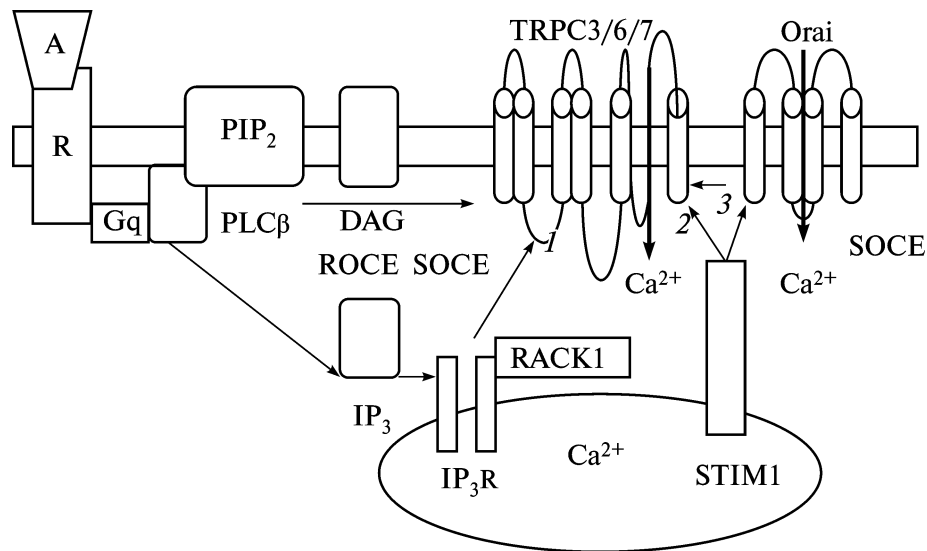 A
TRPC3/6/7
Orai
R
PIP2
Gq
PLCβ
DAG
1
2
3
ROCE SOCE
Ca2+
Ca2+
SOCE
RACK1
IP3
Ca2+
IP3R
STIM1